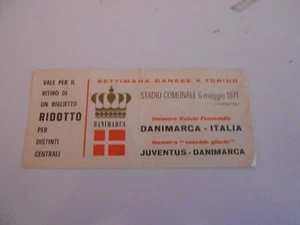 VALE PER IL
RITIRO DI
UN BIGLIETTO
RIDOTTO
PER
DISTINTI
CENTRALI
DANIMARCA
SETTIMANA DANESE A TORINO
STADIO COMUNALE 6 maggio 1971
Incontro Calcio Femminile
DANIMARCA - ITALIA
Incontro "vecchie glorie"
JUVENTUS - DANIMARCA